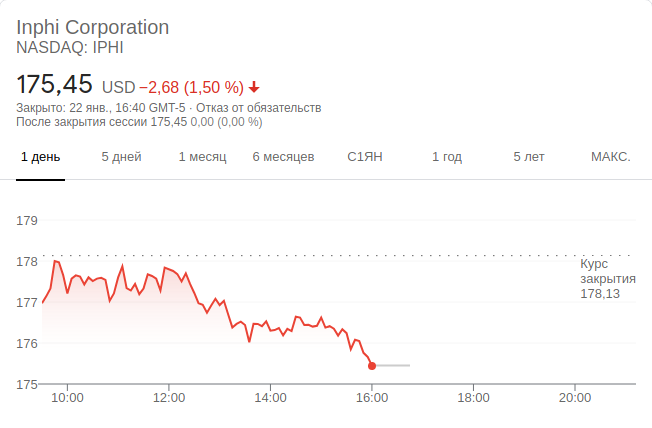 Inphi Corporation
NASDAQ: IPHI
175,45 USD −2,68 (1,50 %)
Закрыто: 22 янв., 16:40 GMT-5 · Отказ от обязательств
После закрытия сессии 175,45 0,00 (0,00 %)
1 день 5 дней 1 месяц 6 месяцев С1ЯН 1 год 5 лет МАКС.
179
178
177
176
175
Курс
закрытия
178,13
10:00 12:00 14:00 16:00 18:00 20:00